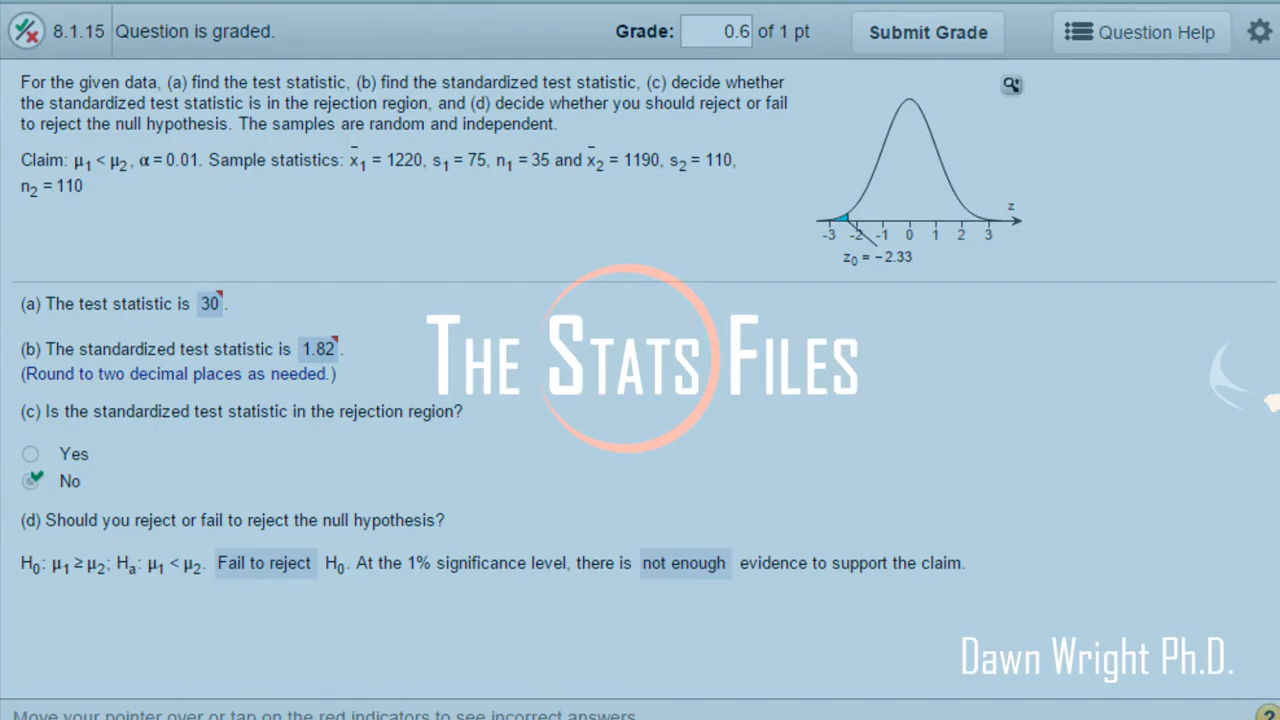 8.1.15 Question is graded. Grade: 0.6 of 1 pt Submit Grade Question Help
For the given data, (a) find the test statistic, (b) find the standardized test statistic, (c) decide whether
the standardized test statistic is in the rejection region, and (d) decide whether you should reject or fail
to reject the null hypothesis. The samples are random and independent.
Claim: μ₁ < μ₂, α = 0.01. Sample statistics: x̄₁ = 1220, s₁ = 75, n₁ = 35 and x̄₂ = 1190, s₂ = 110,
n₂ = 110
z
-3 -2 -1 0 1 2 3
z₀ = −2.33
(a) The test statistic is 30.
(b) The standardized test statistic is 1.82.
(Round to two decimal places as needed.)
The Stats Files
(c) Is the standardized test statistic in the rejection region?
Yes
No
(d) Should you reject or fail to reject the null hypothesis?
H₀: μ₁ ≥ μ₂; Hₐ: μ₁ < μ₂. Fail to reject H₀. At the 1% significance level, there is not enough evidence to support the claim.
Dawn Wright Ph.D.
Move your pointer over or tap on the red indicators to see incorrect answers.
?